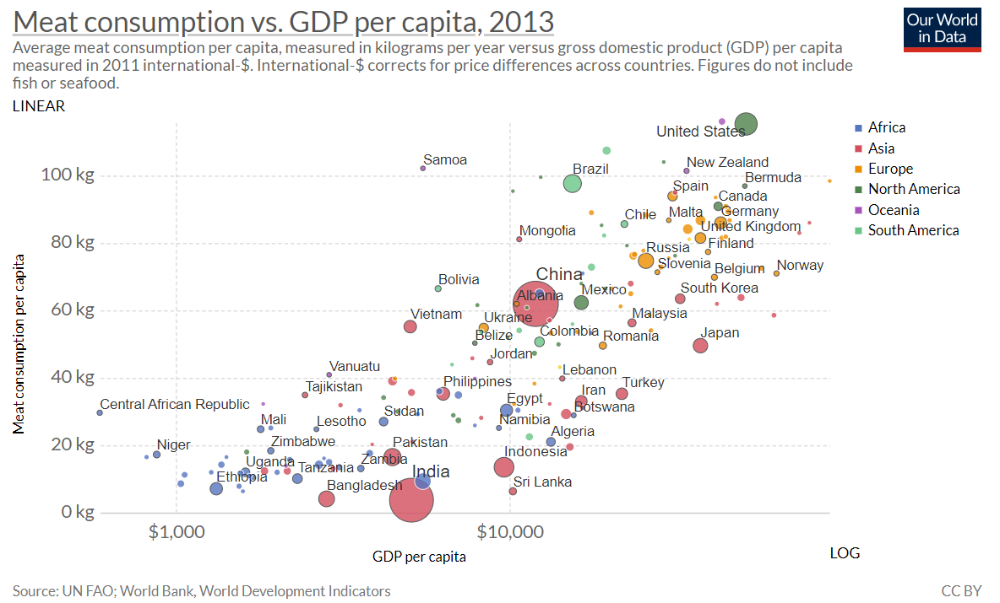 Meat consumption vs. GDP per capita, 2013
Our World
in Data
Average meat consumption per capita, measured in kilograms per year versus gross domestic product (GDP) per capita
measured in 2011 international-$. International-$ corrects for price differences across countries. Figures do not include
fish or seafood.
LINEAR
Africa
Asia
Europe
North America
Oceania
South America
Meat consumption per capita
100 kg
80 kg
60 kg
40 kg
20 kg
0 kg
United States
Samoa
New Zealand
Brazil
Bermuda
Spain
Canada
Chile
Malta
Germany
Mongolia
United Kingdom
Finland
Russia
Slovenia
Belgium
Norway
China
Bolivia
Mexico
South Korea
Albania
Vietnam
Ukraine
Malaysia
Belize
Colombia
Romania
Japan
Jordan
Vanuatu
Lebanon
Tajikistan
Philippines
Turkey
Iran
Central African Republic
Sudan
Egypt
Botswana
Mali
Lesotho
Namibia
Niger
Zimbabwe
Pakistan
Algeria
Indonesia
Uganda
Tanzania
Zambia
Ethiopia
India
Bangladesh
Sri Lanka
$1,000
$10,000
GDP per capita
LOG
Source: UN FAO; World Bank, World Development Indicators
CC BY